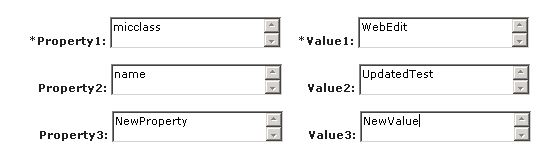 *Property1: micclass *Value1: WebEdit
Property2: name Value2: UpdatedTest
Property3: NewProperty Value3: NewValue